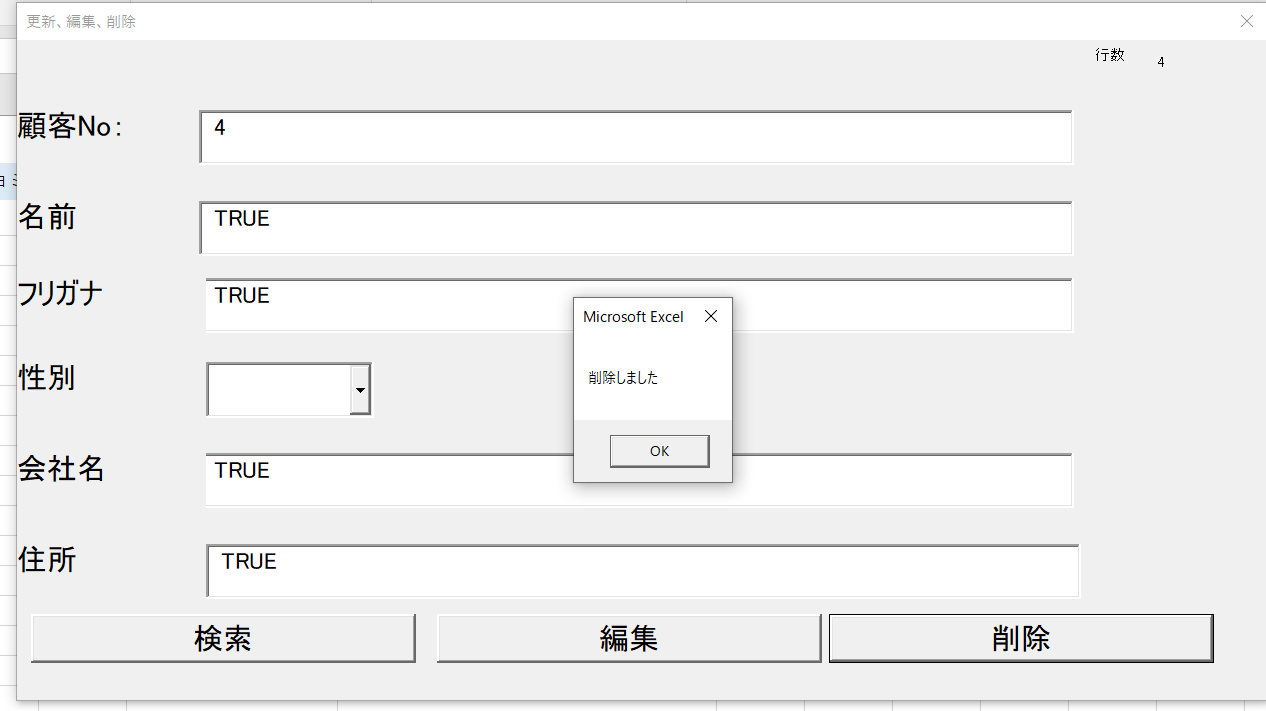 更新、編集、削除
行数 4
顧客No: 4
名前 TRUE
フリガナ TRUE
Microsoft Excel
削除しました
OK
性別
会社名 TRUE
住所 TRUE
検索 編集 削除